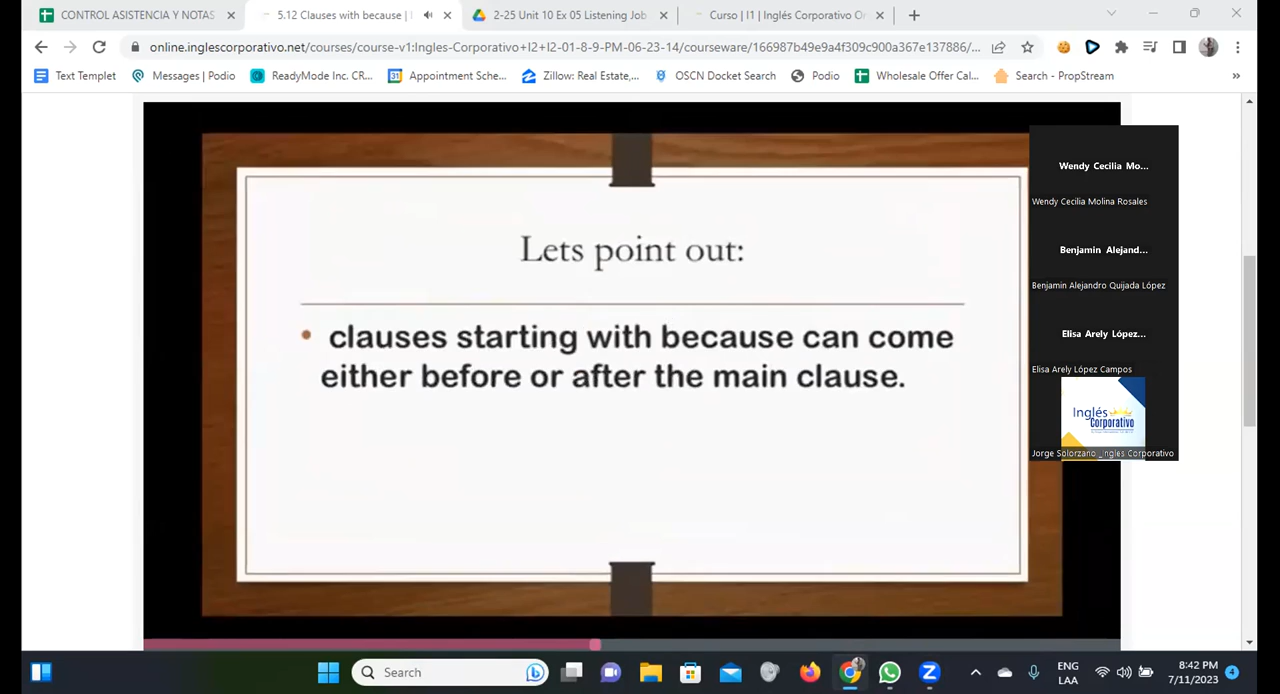 CONTROL ASISTENCIA Y NOTAS
5.12 Clauses with because |
2-25 Unit 10 Ex 05 Listening Job
Curso | I1 | Inglés Corporativo On
online.inglescorporativo.net/courses/course-v1:Ingles-Corporativo+I2+I2-01-8-9-PM-06-23-14/courseware/166987b49e9a4f309c900a367e137886/...
Text Templet
Messages | Podio
ReadyMode Inc. CR...
Appointment Sche...
Zillow: Real Estate,...
OSCN Docket Search
Podio
Wholesale Offer Cal...
Search - PropStream
»
Lets point out:
• clauses starting with because can come
either before or after the main clause.
Wendy Cecilia Mo...
Wendy Cecilia Molina Rosales
Benjamin Alejand...
Benjamin Alejandro Quijada López
Elisa Arely López...
Elisa Arely López Campos
Inglés
Corporativo
Jorge Solorzano _Ingles Corporativo
Search
ENG
LAA
8:42 PM
7/11/2023
4